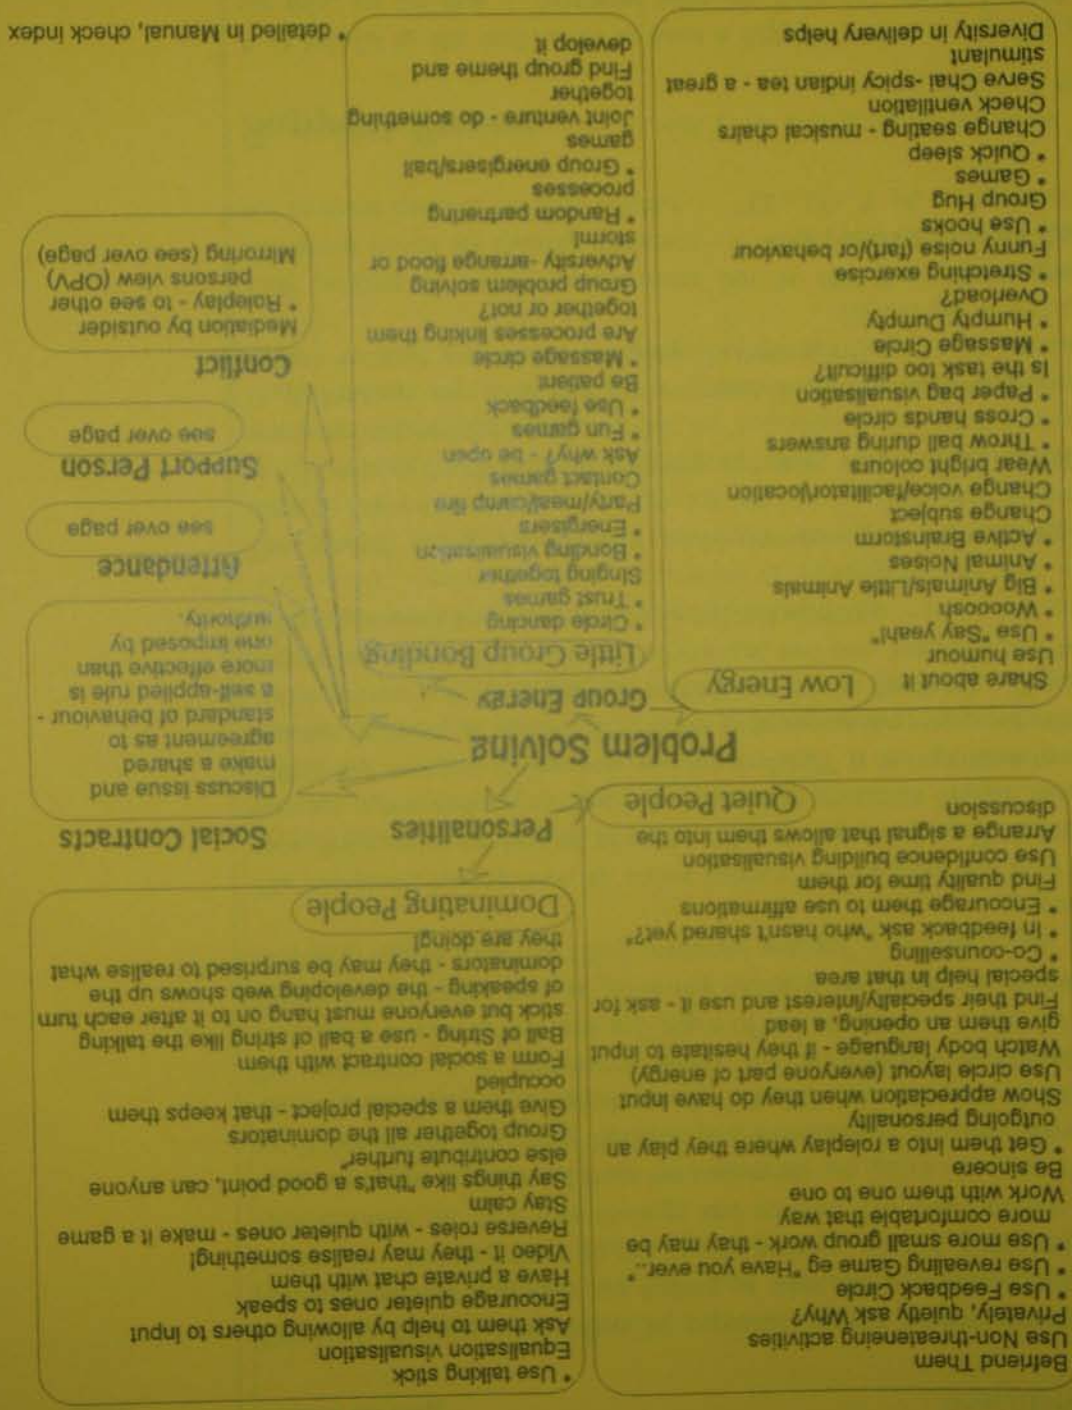 Befriend Them
Use Non-threateneing activities
Privately, quietly ask Why?
* Use Feedback Circle
* Use revealing Game eg "Have you ever.."
* Use more small group work - thay may be
more comfortable that way
Work with them one to one
Be sincere
* Get them into a roleplay where they play an
outgoing personality
Show appreciation when they do have input
Use circle layout (everyone part of energy)
Watch body language - if they hesitate to input
give them an opening, a lead
Find their specialty/interest and use it - ask for
special help in that area
* Co-counselling
* In feedback ask "who hasn't shared yet?"
* Encourage them to use affirmations
Find quality time for them
Use confidence building visualisation
Arrange a signal that allows them into the
discussion
Quiet People
* Use talking stick
Equalisation visualisation
Ask them to help by allowing others to input
Encourage quieter ones to speak
Have a private chat with them
Video it - they may realise something!
Reverse roles - with quieter ones - make it a game
Stay calm
Say things like "that's a good point, can anyone
else contribute further"
Group together all the dominators
Give them a special project - that keeps them
occupied
Form a social contract with them
Ball of String - use a ball of string like the talking
stick but everyone must hang on to it after each turn
of speaking - the developing web shows up the
dominators - they may be surprised to realise what
they are doing!
Dominating People
Personalities
Problem Solving
Group Energy
Low Energy
Share about it
Use humour
* Use "Say yeah!"
* Woooosh
* Big Animals/Little Animals
* Animal Noises
* Active Brainstorm
Change subject
Change voice/facilitator/location
Wear bright colours
* Throw ball during answers
* Cross hands circle
* Paper bag visualisation
Is the task too difficult?
* Massage Circle
* Humpty Dumpty
Overload?
* Stretching exercise
Funny noise (fart)/or behaviour
* Use hooks
Group Hug
* Games
* Quick sleep
Change seating - musical chairs
Check ventilation
Serve Chai -spicy indian tea - a great
stimulant
Diversity in delivery helps
Little Group Bonding
* Circle dancing
* Trust games
Singing together
* Bonding visualisation
* Energisers
Party/meal/camp fire
Contact games
Ask why? - be open
* Fun games
* Use feedback
Be patient
* Massage circle
Are processes linking them
together or not?
Group problem solving
Adversity -arrange flood or
storm!
* Random partnering
processes
* Group energisers/ball
games
Joint venture - do something
together
Find group theme and
develop it
Social Contracts
Discuss issue and
make a shared
agreement as to
standard of behaviour -
a self-applied rule is
more effective than
one imposed by
authority.
Attendance
see over page
Support Person
see over page
Conflict
Mediation by outsider
* Roleplay - to see other
persons view (OPV)
Mirroring (see over page)
* detailed in Manual, check index